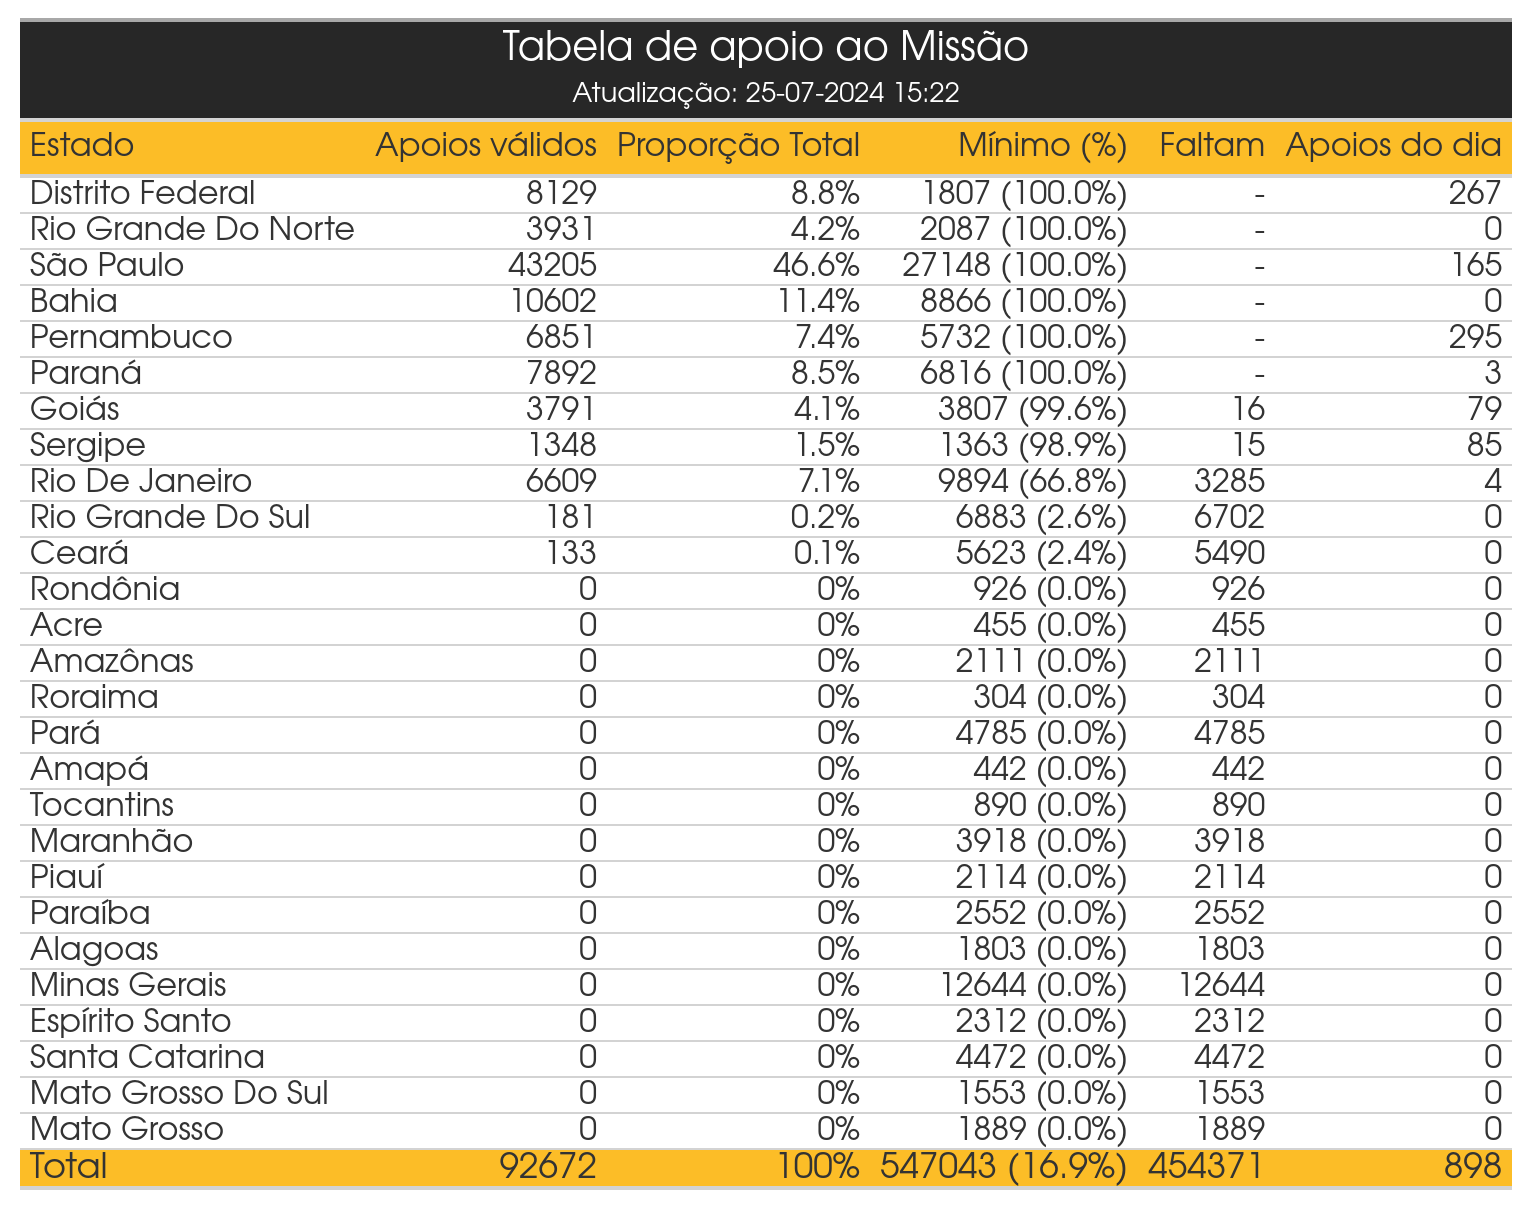 Tabela de apoio ao Missão
Atualização: 25-07-2024 15:22
Estado Apoios válidos Proporção Total Mínimo (%) Faltam Apoios do dia
Distrito Federal 8129 8.8% 1807 (100.0%) - 267
Rio Grande Do Norte 3931 4.2% 2087 (100.0%) - 0
São Paulo 43205 46.6% 27148 (100.0%) - 165
Bahia 10602 11.4% 8866 (100.0%) - 0
Pernambuco 6851 7.4% 5732 (100.0%) - 295
Paraná 7892 8.5% 6816 (100.0%) - 3
Goiás 3791 4.1% 3807 (99.6%) 16 79
Sergipe 1348 1.5% 1363 (98.9%) 15 85
Rio De Janeiro 6609 7.1% 9894 (66.8%) 3285 4
Rio Grande Do Sul 181 0.2% 6883 (2.6%) 6702 0
Ceará 133 0.1% 5623 (2.4%) 5490 0
Rondônia 0 0% 926 (0.0%) 926 0
Acre 0 0% 455 (0.0%) 455 0
Amazônas 0 0% 2111 (0.0%) 2111 0
Roraima 0 0% 304 (0.0%) 304 0
Pará 0 0% 4785 (0.0%) 4785 0
Amapá 0 0% 442 (0.0%) 442 0
Tocantins 0 0% 890 (0.0%) 890 0
Maranhão 0 0% 3918 (0.0%) 3918 0
Piauí 0 0% 2114 (0.0%) 2114 0
Paraíba 0 0% 2552 (0.0%) 2552 0
Alagoas 0 0% 1803 (0.0%) 1803 0
Minas Gerais 0 0% 12644 (0.0%) 12644 0
Espírito Santo 0 0% 2312 (0.0%) 2312 0
Santa Catarina 0 0% 4472 (0.0%) 4472 0
Mato Grosso Do Sul 0 0% 1553 (0.0%) 1553 0
Mato Grosso 0 0% 1889 (0.0%) 1889 0
Total 92672 100% 547043 (16.9%) 454371 898